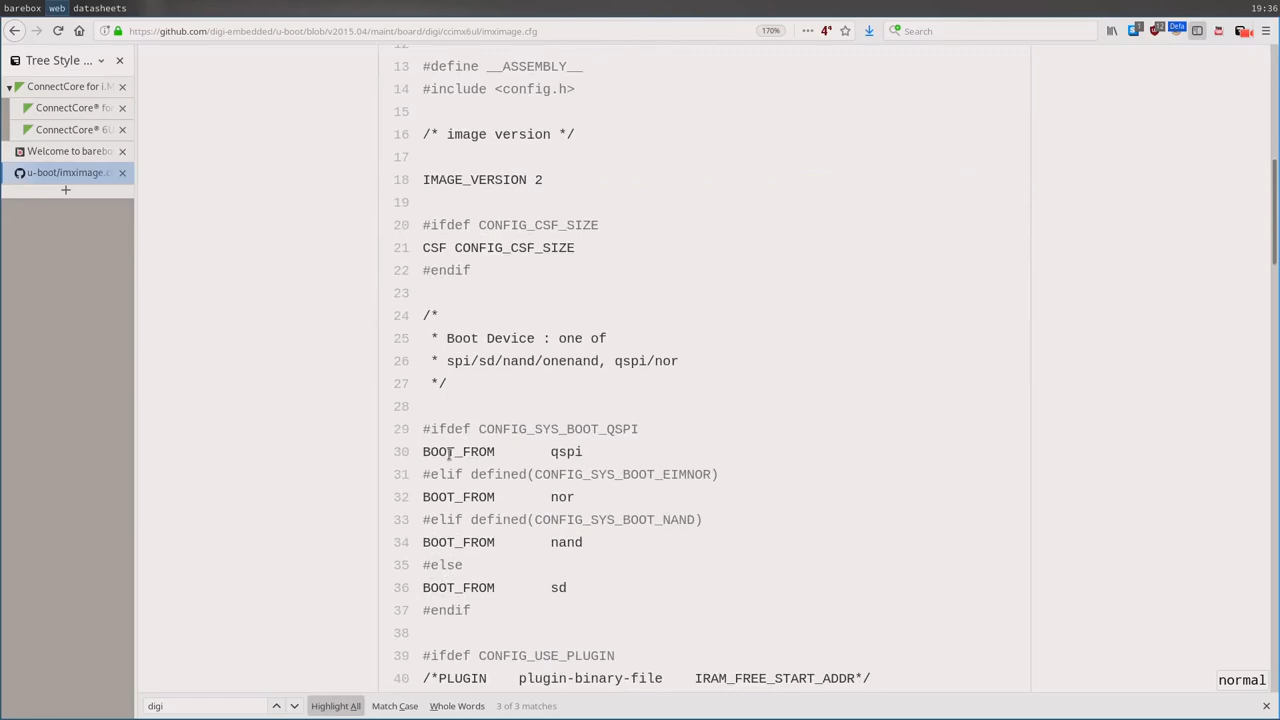 barebox web datasheets 19:36
https://github.com/digi-embedded/u-boot/blob/v2015.04/maint/board/digi/ccimx6ul/imximage.cfg 170% Search
Tree Style ...
ConnectCore for i.M
ConnectCore® fo
ConnectCore® 6U
Welcome to barebo
u-boot/imximage.c
13 #define __ASSEMBLY__
14 #include <config.h>
15
16 /* image version */
17
18 IMAGE_VERSION 2
19
20 #ifdef CONFIG_CSF_SIZE
21 CSF CONFIG_CSF_SIZE
22 #endif
23
24 /*
25 * Boot Device : one of
26 * spi/sd/nand/onenand, qspi/nor
27 */
28
29 #ifdef CONFIG_SYS_BOOT_QSPI
30 BOOT_FROM qspi
31 #elif defined(CONFIG_SYS_BOOT_EIMNOR)
32 BOOT_FROM nor
33 #elif defined(CONFIG_SYS_BOOT_NAND)
34 BOOT_FROM nand
35 #else
36 BOOT_FROM sd
37 #endif
38
39 #ifdef CONFIG_USE_PLUGIN
40 /*PLUGIN plugin-binary-file IRAM_FREE_START_ADDR*/
normal
digi Highlight All Match Case Whole Words 3 of 3 matches